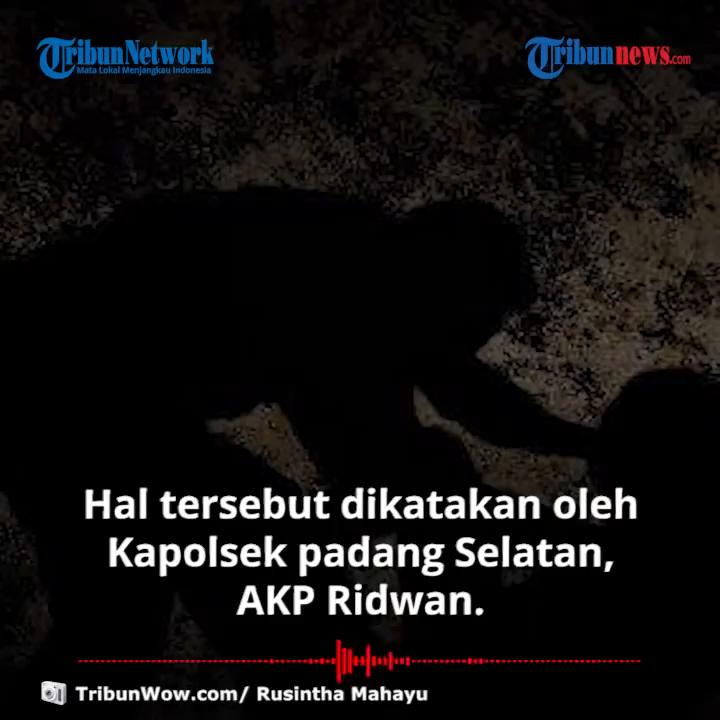 TribunNetwork
Mata Lokal Menjangkau Indonesia
Tribunnews.com
Hal tersebut dikatakan oleh
Kapolsek padang Selatan,
AKP Ridwan.
TribunWow.com/ Rusintha Mahayu